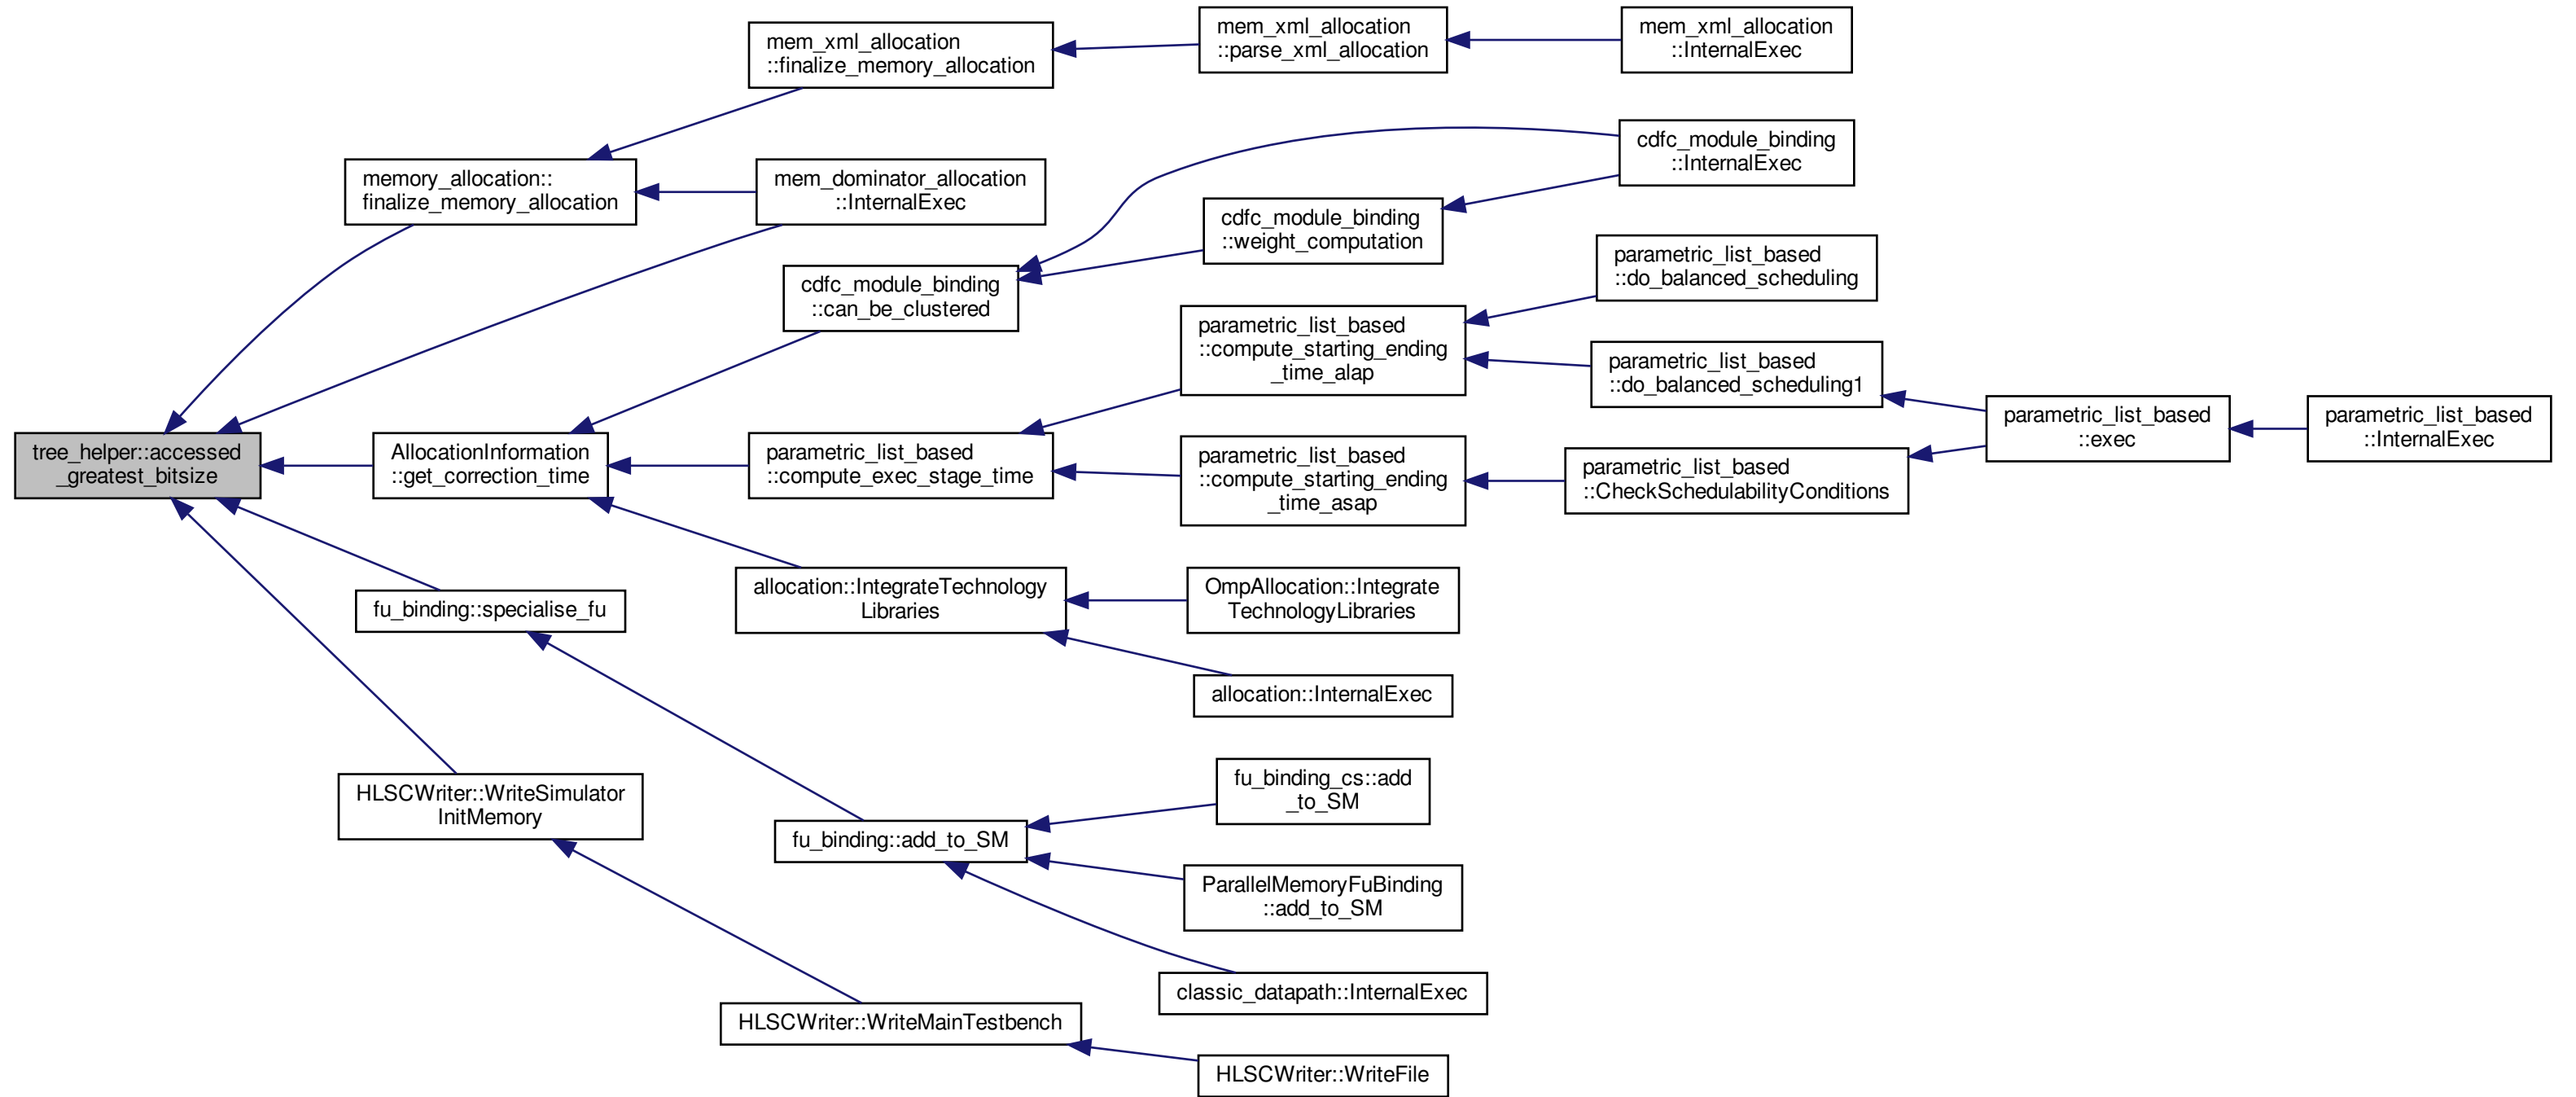 mem_xml_allocation
::finalize_memory_allocation
mem_xml_allocation
::parse_xml_allocation
mem_xml_allocation
::InternalExec
memory_allocation::
finalize_memory_allocation
mem_dominator_allocation
::InternalExec
cdfc_module_binding
::InternalExec
cdfc_module_binding
::weight_computation
cdfc_module_binding
::can_be_clustered
parametric_list_based
::do_balanced_scheduling
parametric_list_based
::compute_starting_ending
_time_alap
parametric_list_based
::do_balanced_scheduling1
tree_helper::accessed
_greatest_bitsize
AllocationInformation
::get_correction_time
parametric_list_based
::compute_exec_stage_time
parametric_list_based
::compute_starting_ending
_time_asap
parametric_list_based
::CheckSchedulabilityConditions
parametric_list_based
::exec
parametric_list_based
::InternalExec
allocation::IntegrateTechnology
Libraries
OmpAllocation::Integrate
TechnologyLibraries
fu_binding::specialise_fu
allocation::InternalExec
HLSCWriter::WriteSimulator
InitMemory
fu_binding::add_to_SM
fu_binding_cs::add
_to_SM
ParallelMemoryFuBinding
::add_to_SM
classic_datapath::InternalExec
HLSCWriter::WriteMainTestbench
HLSCWriter::WriteFile